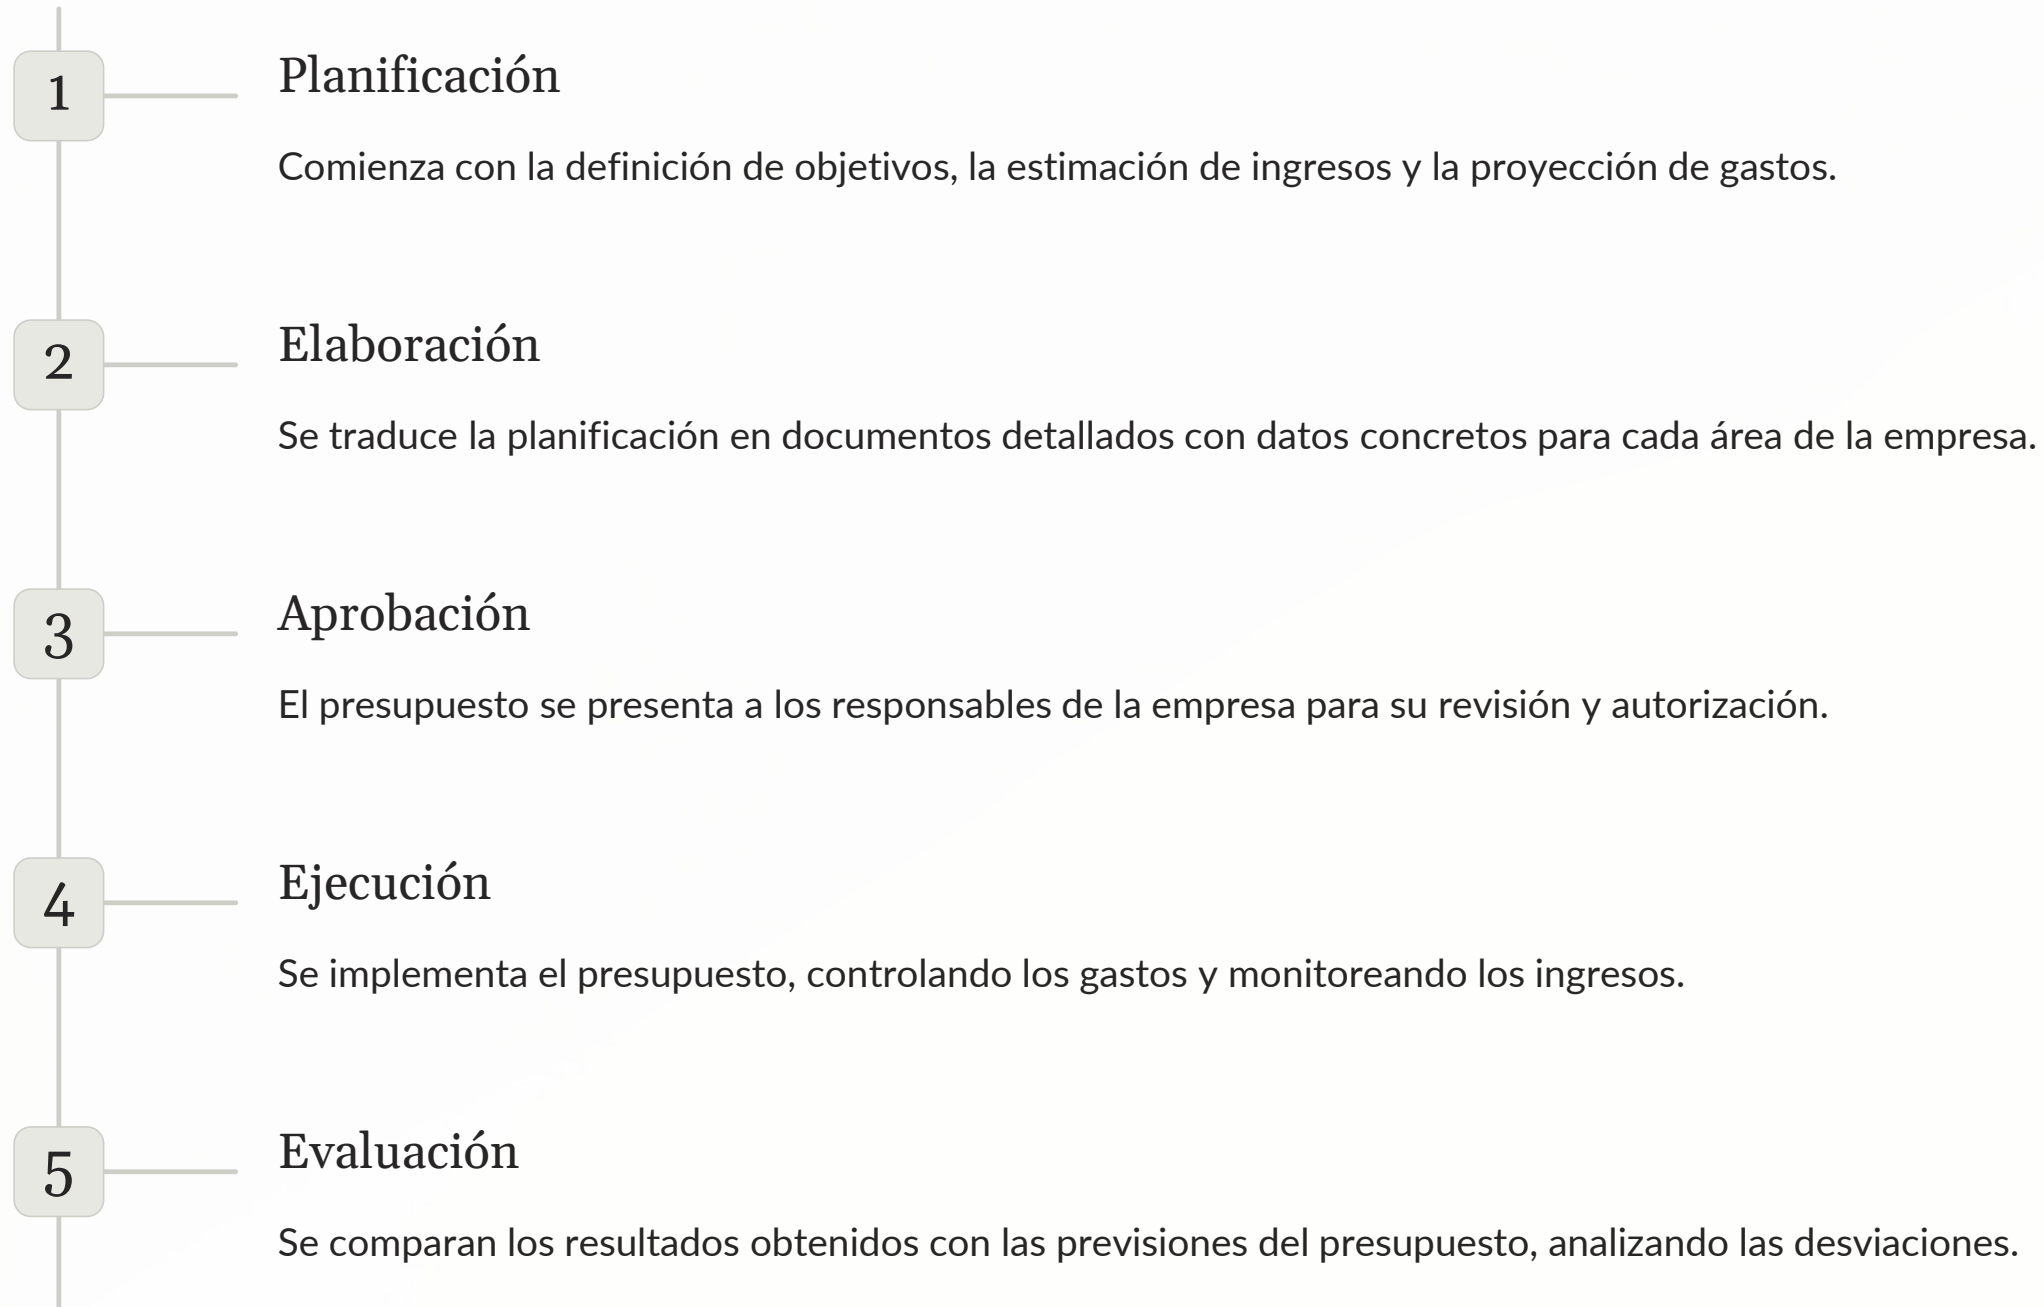 1
Planificación
Comienza con la definición de objetivos, la estimación de ingresos y la proyección de gastos.
2
Elaboración
Se traduce la planificación en documentos detallados con datos concretos para cada área de la empresa.
3
Aprobación
El presupuesto se presenta a los responsables de la empresa para su revisión y autorización.
4
Ejecución
Se implementa el presupuesto, controlando los gastos y monitoreando los ingresos.
5
Evaluación
Se comparan los resultados obtenidos con las previsiones del presupuesto, analizando las desviaciones.